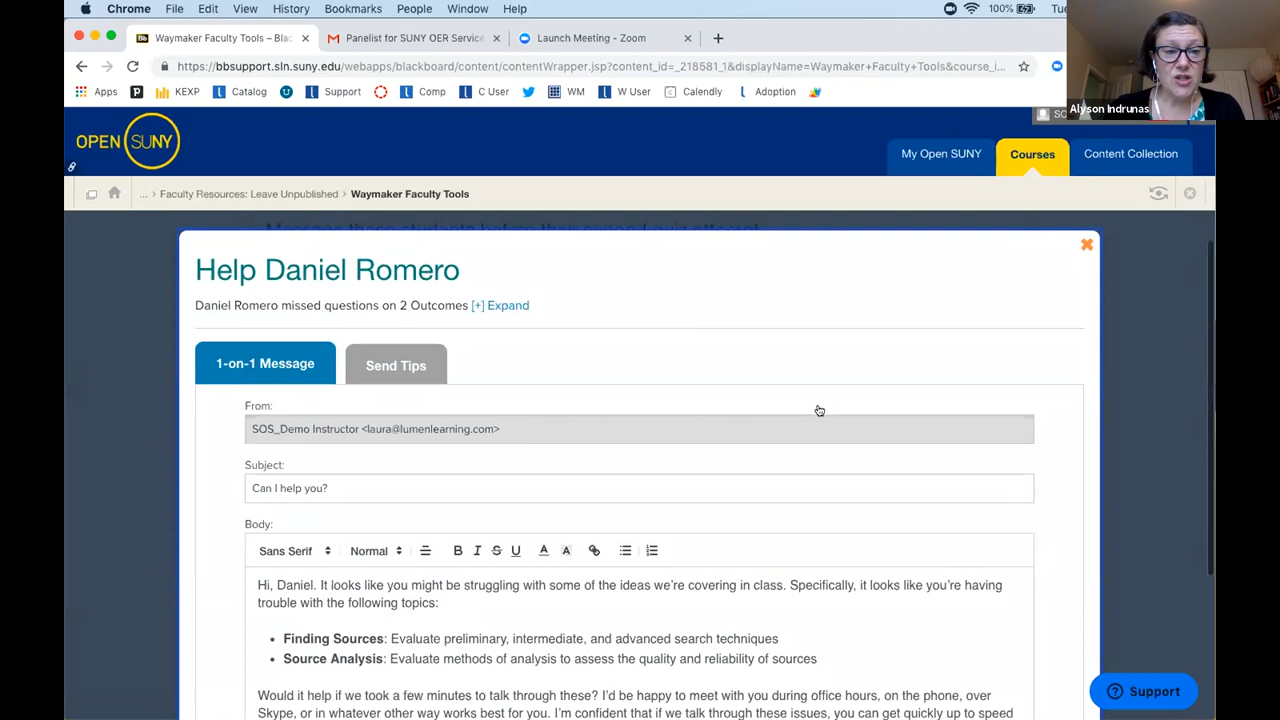 Chrome File Edit View History Bookmarks People Window Help 100% Tue
Waymaker Faculty Tools – Blac Panelist for SUNY OER Service Launch Meeting - Zoom
https://bbsupport.sln.suny.edu/webapps/blackboard/content/contentWrapper.jsp?content_id=_218581_1&displayName=Waymaker+Faculty+Tools&course_i...
Apps KEXP Catalog Support Comp C User WM W User Calendly Adoption
Alyson Indrunas
OPEN SUNY
My Open SUNY Courses Content Collection
... > Faculty Resources: Leave Unpublished > Waymaker Faculty Tools
Message these students before their second quiz attempt
Help Daniel Romero
Daniel Romero missed questions on 2 Outcomes [+] Expand
1-on-1 Message Send Tips
From:
SOS_Demo Instructor <laura@lumenlearning.com>
Subject:
Can I help you?
Body:
Sans Serif Normal B I S U A A
Hi, Daniel. It looks like you might be struggling with some of the ideas we're covering in class. Specifically, it looks like you're having
trouble with the following topics:
• Finding Sources: Evaluate preliminary, intermediate, and advanced search techniques
• Source Analysis: Evaluate methods of analysis to assess the quality and reliability of sources
Would it help if we took a few minutes to talk through these? I'd be happy to meet with you during office hours, on the phone, over
Skype, or in whatever other way works best for you. I'm confident that if we talk through these issues, you can get quickly up to speed
Support